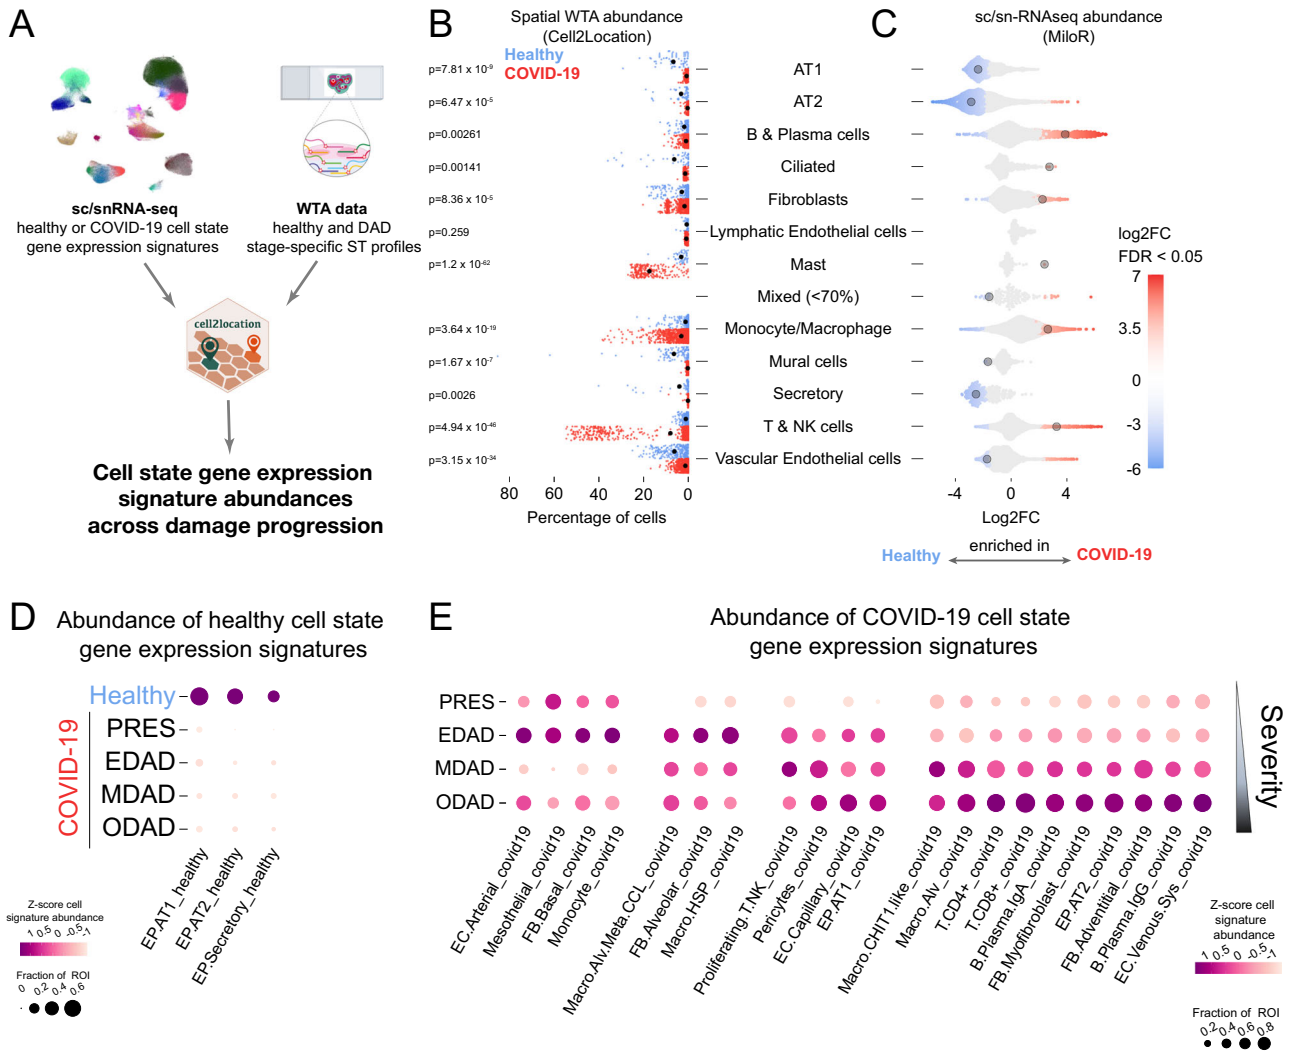 A
sc/snRNA-seq
healthy or COVID-19 cell state
gene expression signatures
WTA data
healthy and DAD
stage-specific ST profiles
cell2location
Cell state gene expression
signature abundances
across damage progression
B
Spatial WTA abundance
(Cell2Location)
Healthy
COVID-19
p=7.81 x 10-9
p=6.47 x 10-5
p=0.00261
p=0.00141
p=8.36 x 10-5
p=0.259
p=1.2 x 10-62
p=3.64 x 10-19
p=1.67 x 10-7
p=0.0026
p=4.94 x 10-46
p=3.15 x 10-34
80 60 40 20 0
Percentage of cells
AT1
AT2
B & Plasma cells
Ciliated
Fibroblasts
Lymphatic Endothelial cells
Mast
Mixed (<70%)
Monocyte/Macrophage
Mural cells
Secretory
T & NK cells
Vascular Endothelial cells
C
sc/sn-RNAseq abundance
(MiloR)
-4 0 4
Log2FC
enriched in
Healthy
COVID-19
log2FC
FDR < 0.05
7
3.5
0
-3
-6
D
Abundance of healthy cell state
gene expression signatures
Healthy
COVID-19
PRES
EDAD
MDAD
ODAD
EP.AT1_healthy
EP.AT2_healthy
EP.Secretory_healthy
Z-score cell
signature abundance
1 0.5 0 -0.5 -1
Fraction of ROI
0 0.2 0.4 0.6
E
Abundance of COVID-19 cell state
gene expression signatures
PRES
EDAD
MDAD
ODAD
Severity
EC.Arterial_covid19
Mesothelial_covid19
FB.Basal_covid19
Monocyte_covid19
Macro.Alv.Meta.CCL_covid19
FB.Alveolar_covid19
Macro.HSP_covid19
Proliferating.T.NK_covid19
Pericytes_covid19
EC.Capillary_covid19
EP.AT1_covid19
Macro.CHIT1.like_covid19
Macro.Alv_covid19
T.CD4+_covid19
T.CD8+_covid19
B.Plasma.IgA_covid19
FB.Myofibroblast_covid19
EP.AT2_covid19
FB.Adventitial_covid19
B.Plasma.IgG_covid19
EC.Venous.Sys_covid19
Z-score cell
signature
abundance
1 0.5 0 -0.5 -1
Fraction of ROI
0.2 0.4 0.6 0.8